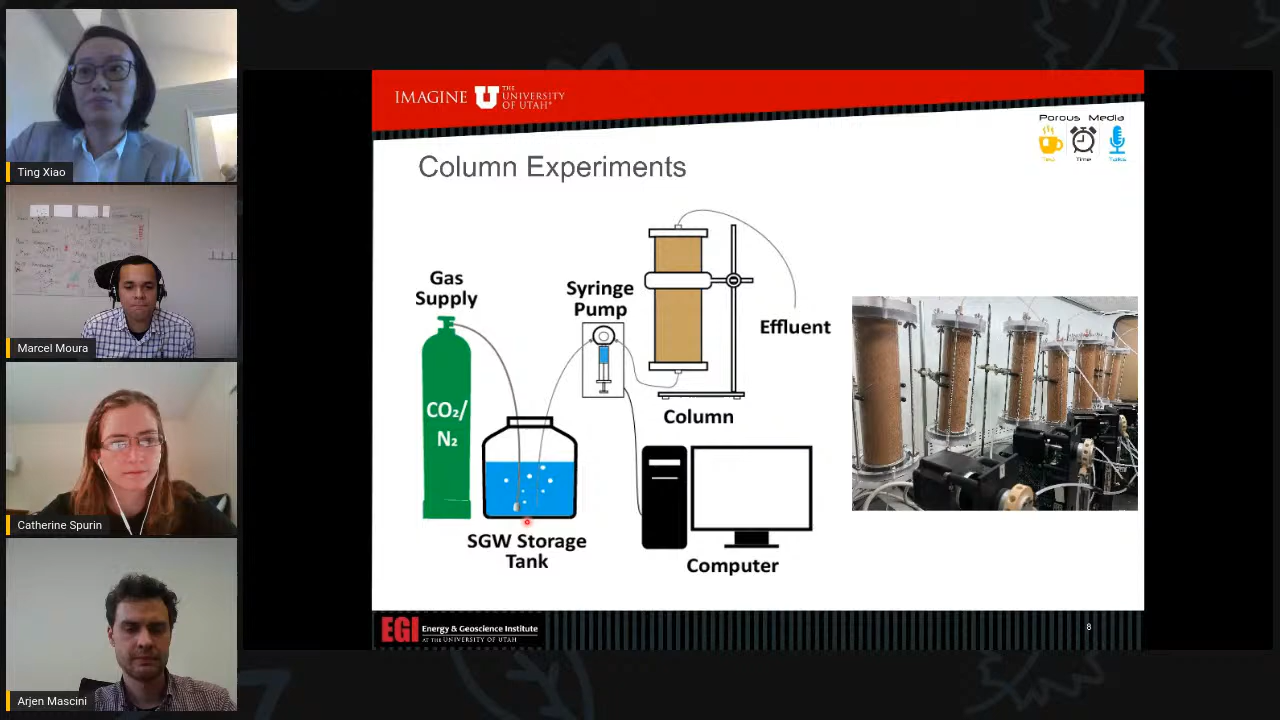 Ting Xiao
Marcel Moura
Catherine Spurin
Arjen Mascini
IMAGINE
THE
UNIVERSITY
OF UTAH
Porous Media
Tea
Time
Talks
Column Experiments
Gas
Supply
CO₂/
N₂
SGW Storage
Tank
Syringe
Pump
Effluent
Column
Computer
EGI
Energy & Geoscience Institute
AT THE UNIVERSITY OF UTAH
8